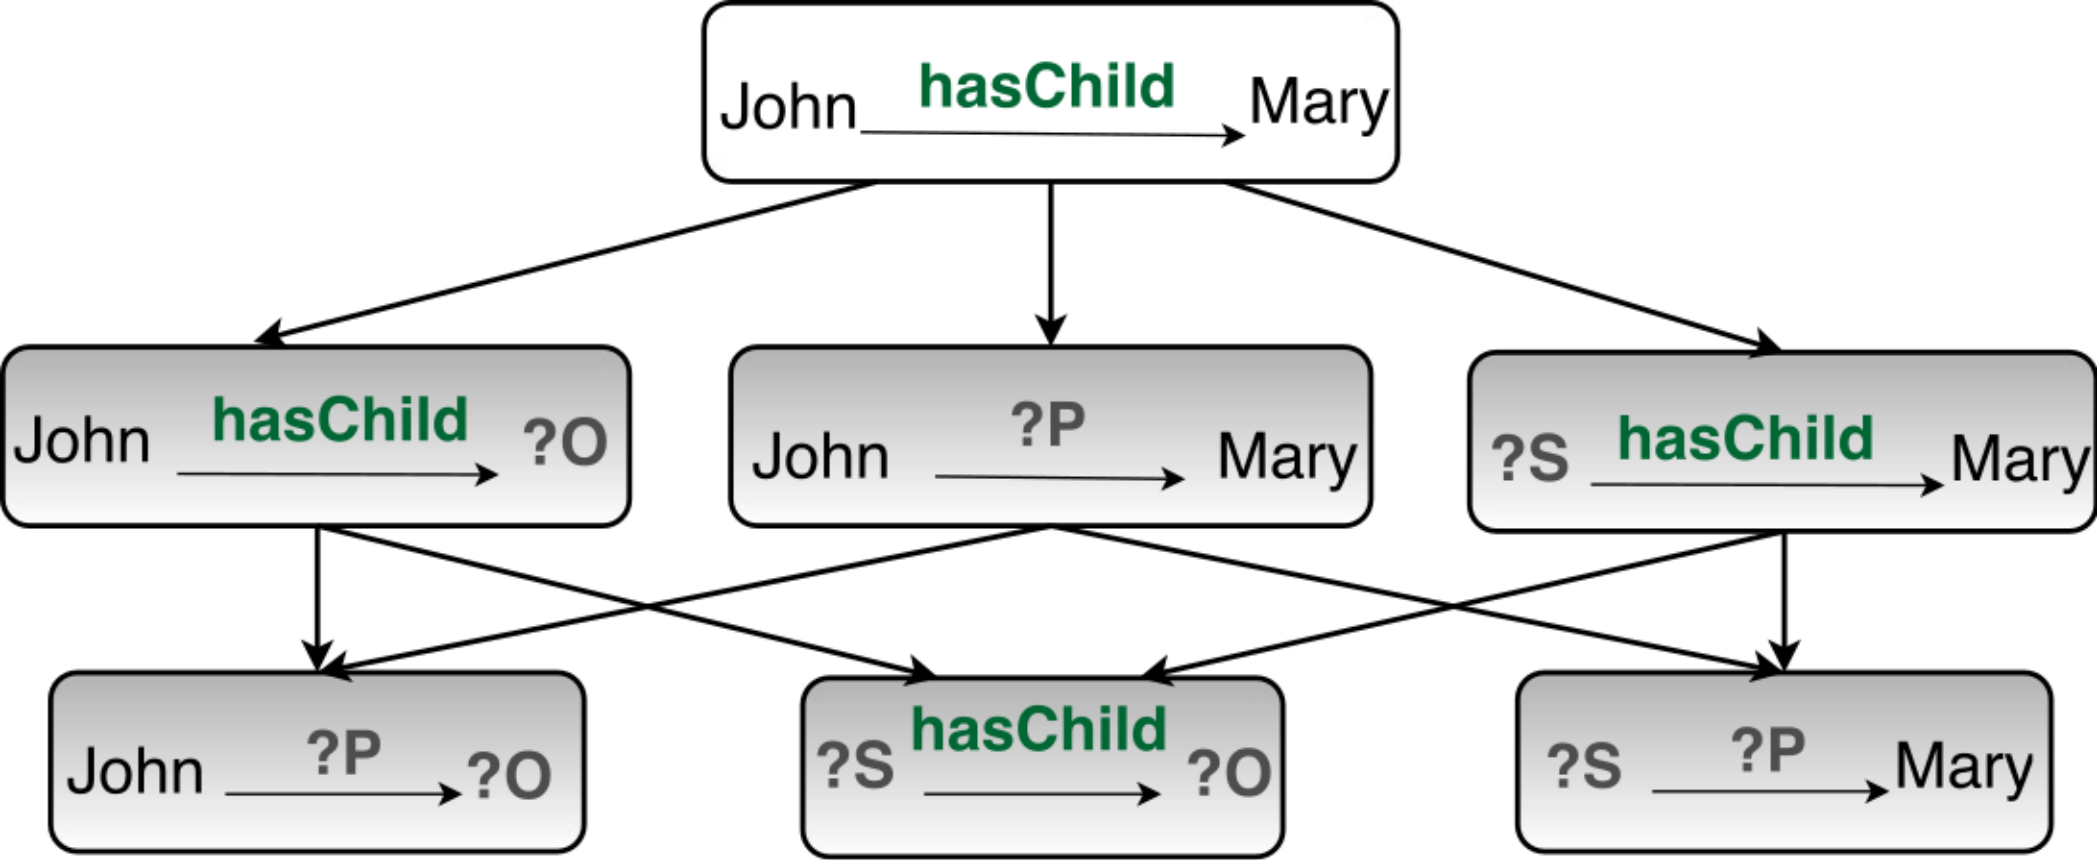 John hasChild Mary
John hasChild ?O
John ?P Mary
?S hasChild Mary
John ?P ?O
?S hasChild ?O
?S ?P Mary